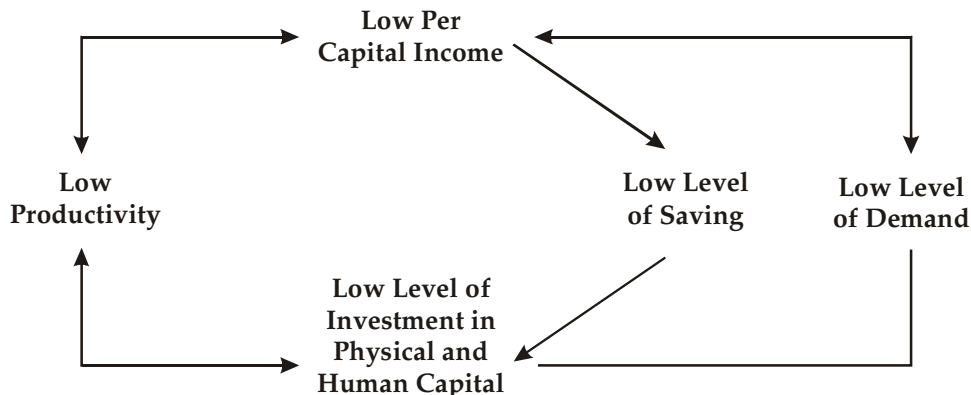 Low Per
Capital Income
Low
Productivity
Low Level
of Saving
Low Level
of Demand
Low Level of
Investment in
Physical and
Human Capital